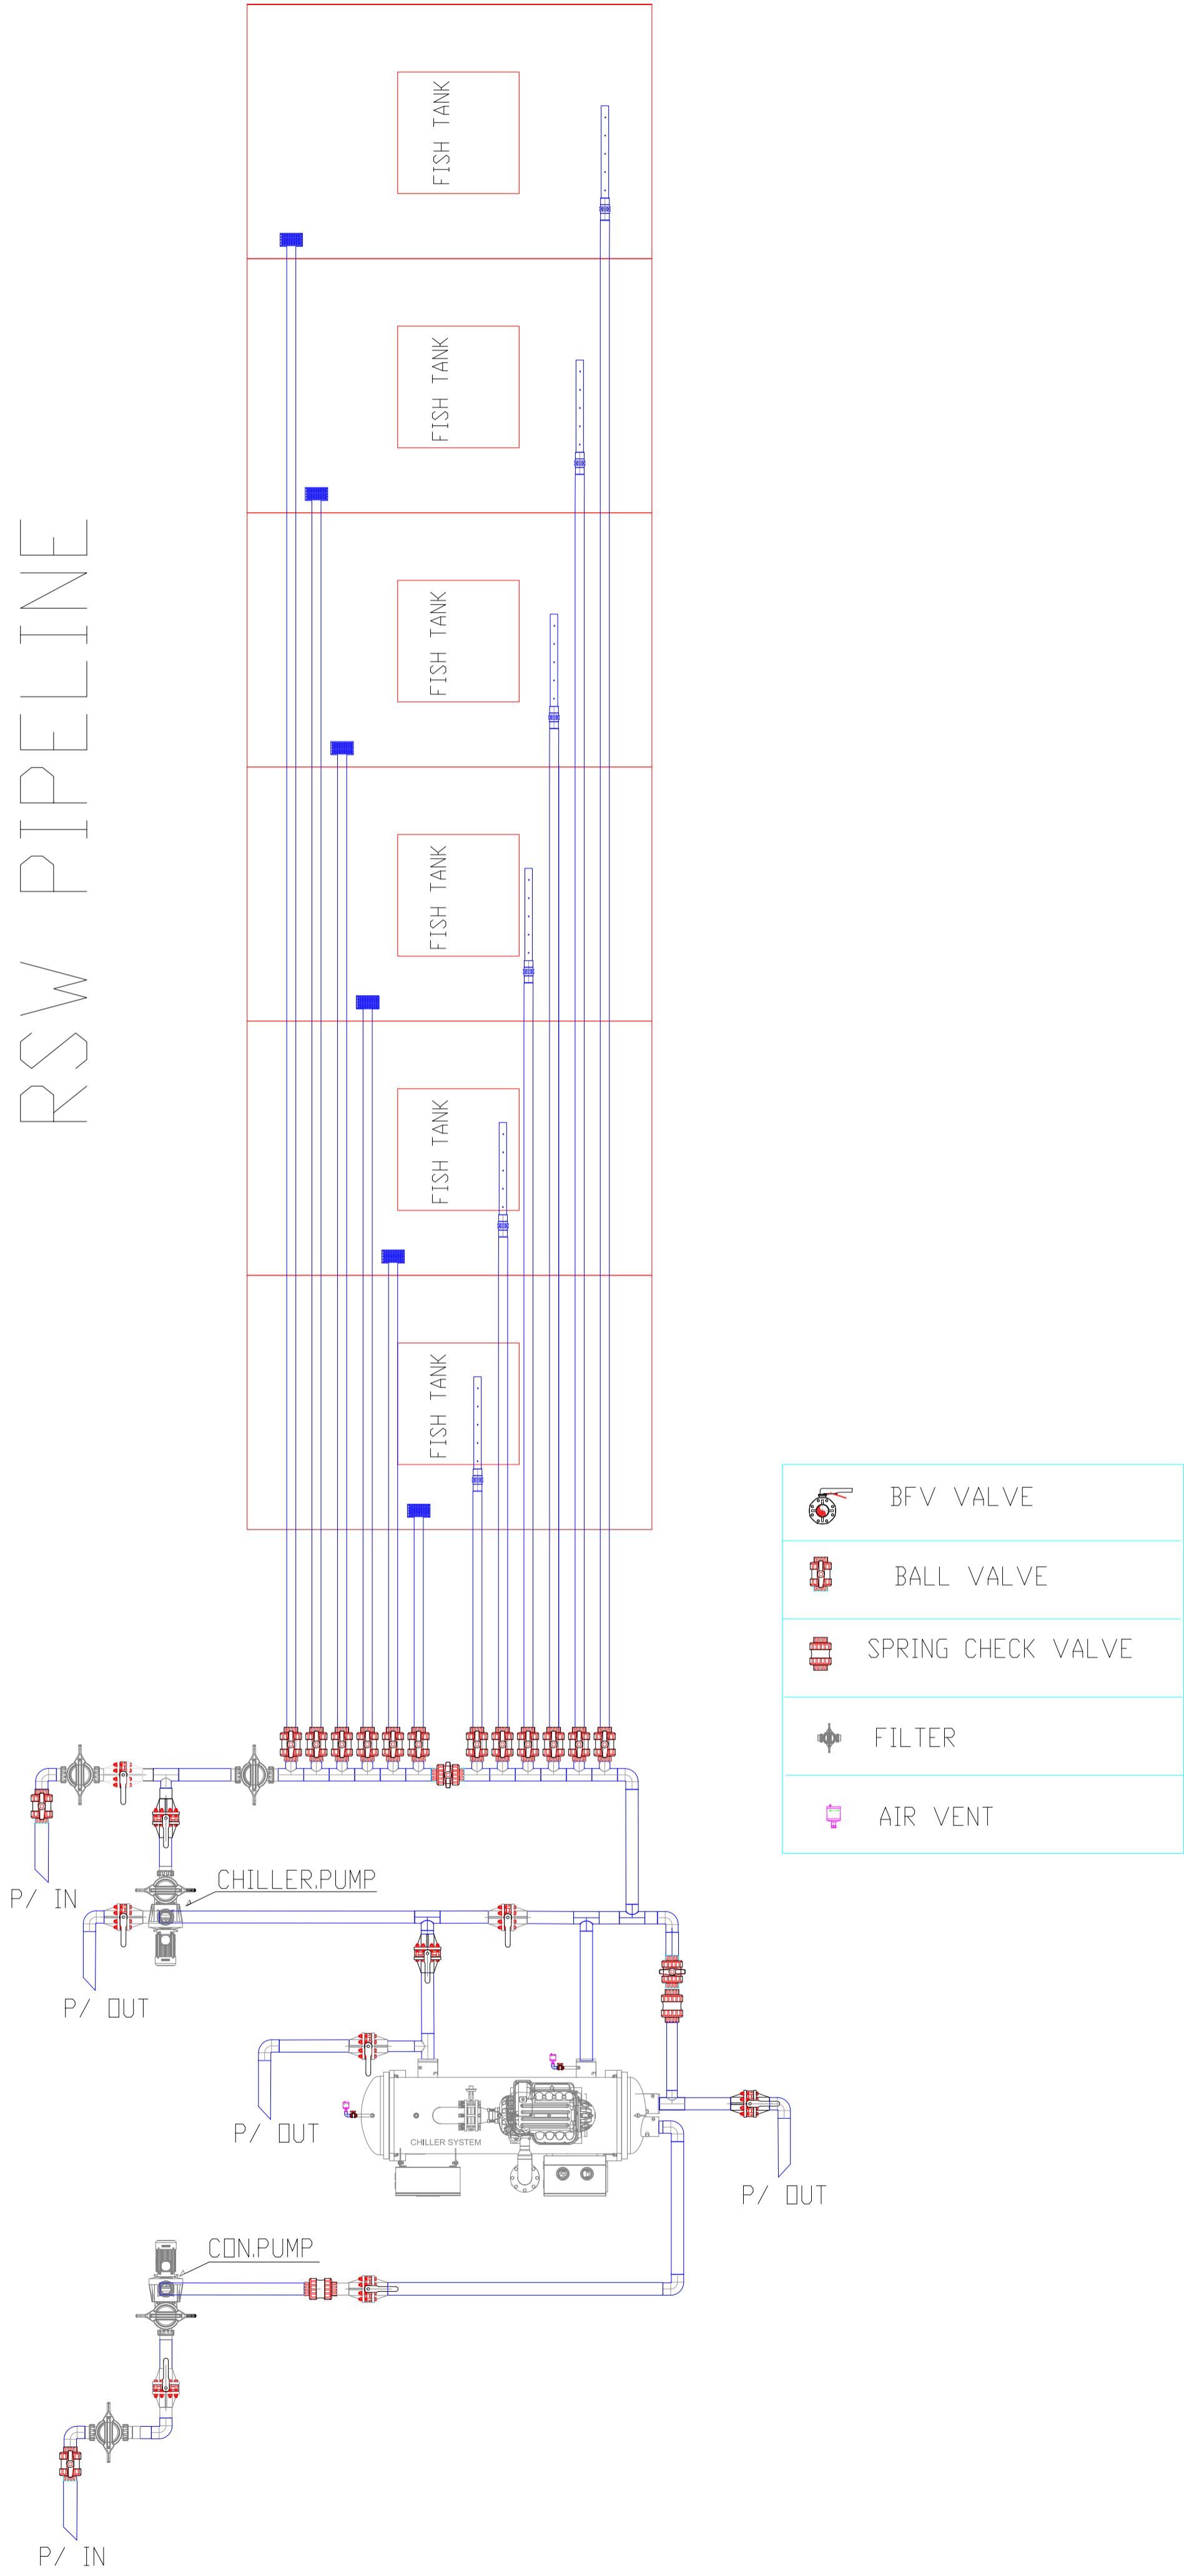 RSW PIPELINE
FISH TANK
FISH TANK
FISH TANK
FISH TANK
FISH TANK
FISH TANK
BFV VALVE
BALL VALVE
SPRING CHECK VALVE
FILTER
AIR VENT
P/ IN
CHILLER.PUMP
P/ OUT
P/ OUT
CHILLER SYSTEM
P/ OUT
CON.PUMP
P/ IN